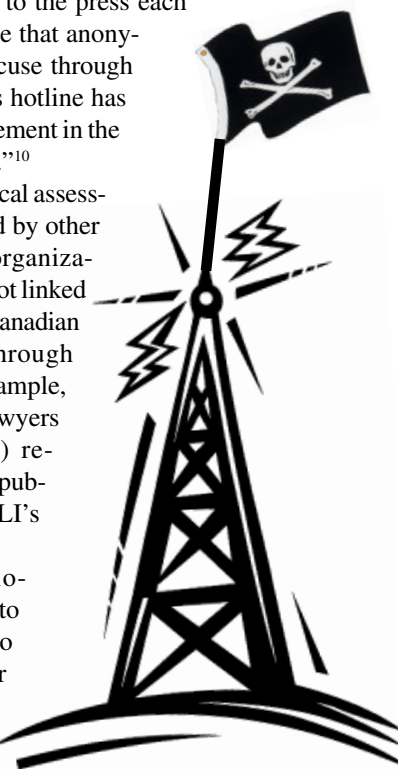 to the press each
e that anony-
cuse through
s hotline has
ement in the
”10
cal assess-
d by other
organiza-
ot linked
anadian
hrough
ample,
wyers
) re-
pub-
LI’s
lo-
to
o
r